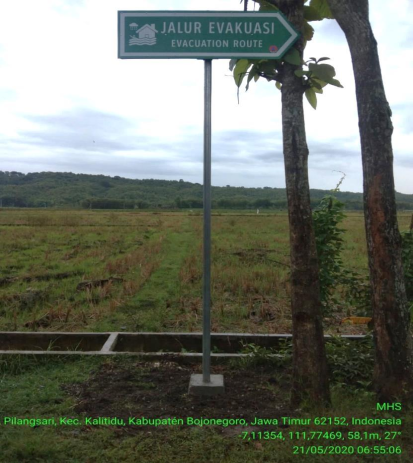 JALUR EVAKUASI
EVACUATION ROUTE
MHS
Pilangsari, Kec. Kalitidu, Kabupaten Bojonegoro, Jawa Timur 62152, Indonesia
-7,11354, 111,77469, 58,1m, 27°
21/05/2020 06:55:06